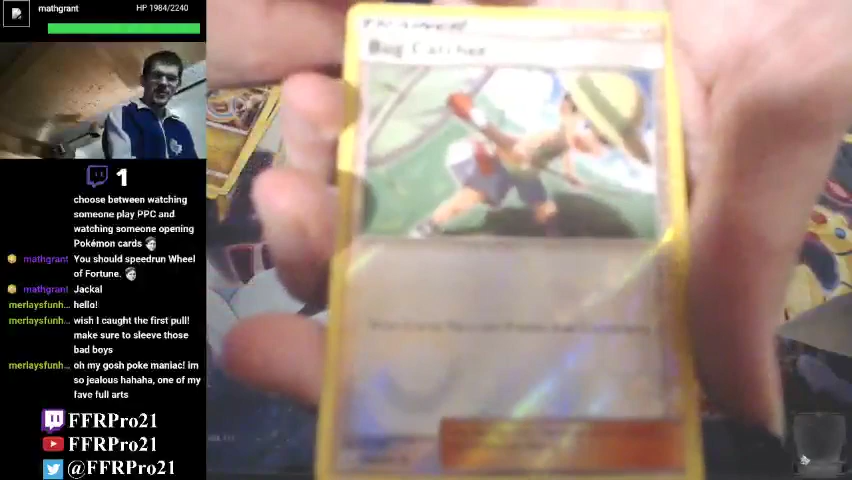 mathgrant HP 1984/2240
Bug Catcher
1
choose between watching
someone play PPC and
watching someone opening
Pokémon cards
mathgrant: You should speedrun Wheel
of Fortune.
mathgrant: Jackal
merlaysfunh... hello!
merlaysfunh... wish I caught the first pull!
make sure to sleeve those
bad boys
merlaysfunh... oh my gosh poke maniac! im
so jealous hahaha, one of my
fave full arts
FFRPro21
FFRPro21
@FFRPro21